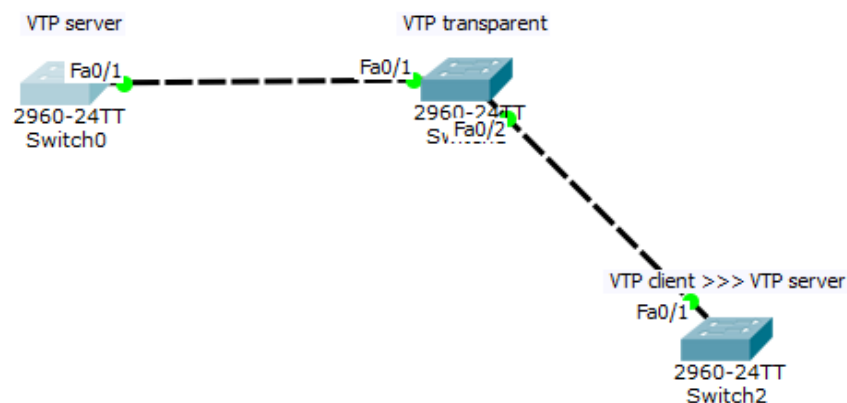 VTP server
VTP transparent
Fa0/1
Fa0/1
2960-24TT
Switch0
2960-24TT
Fa0/2
VTP client >>> VTP server
Fa0/1
2960-24TT
Switch2